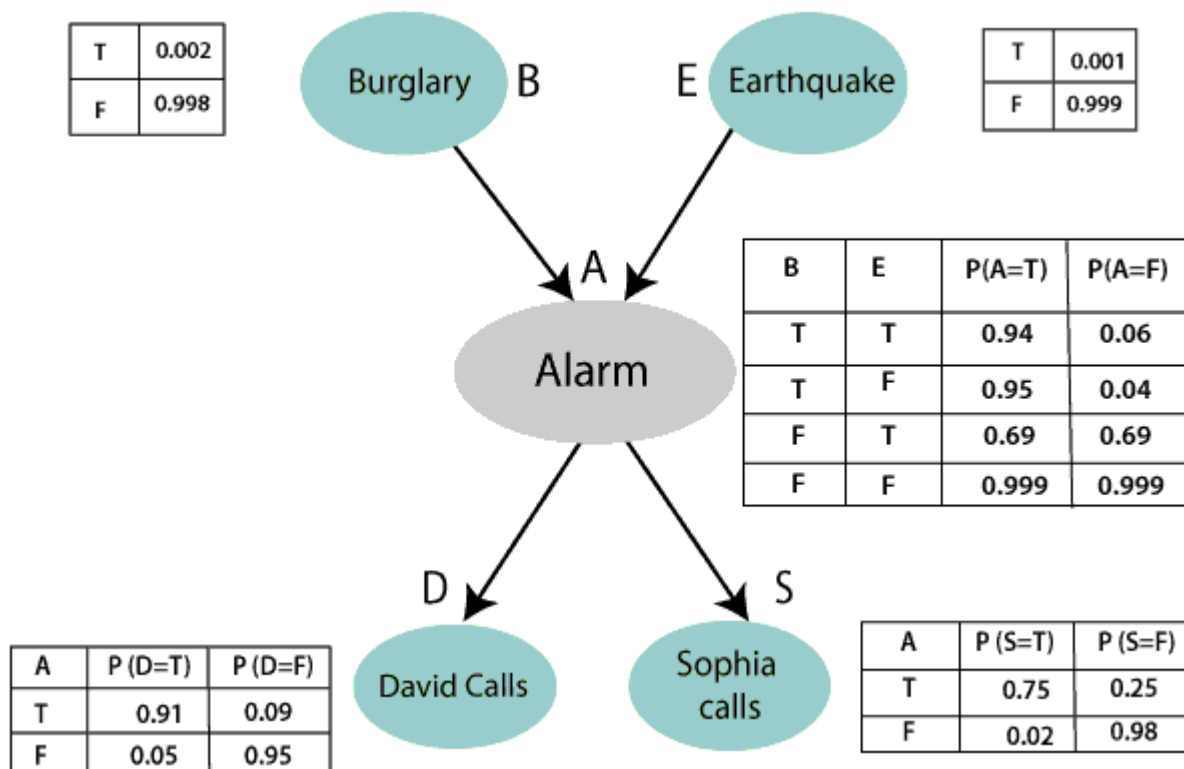 T 0.002
F 0.998
Burglary B
E Earthquake
T 0.001
F 0.999
A
Alarm
B E P(A=T) P(A=F)
T T 0.94 0.06
T F 0.95 0.04
F T 0.69 0.69
F F 0.999 0.999
D
S
A P (D=T) P (D=F)
T 0.91 0.09
F 0.05 0.95
David Calls
Sophia
calls
A P (S=T) P (S=F)
T 0.75 0.25
F 0.02 0.98